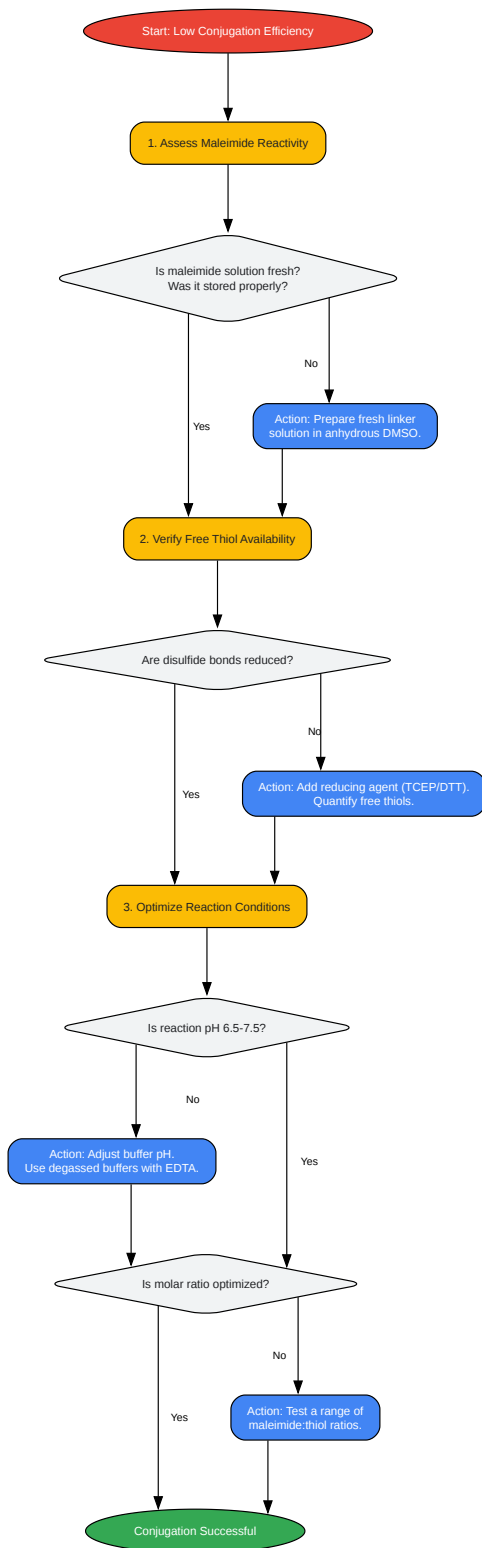 Start: Low Conjugation Efficiency
1. Assess Maleimide Reactivity
Is maleimide solution fresh?
Was it stored properly?
No
Action: Prepare fresh linker
solution in anhydrous DMSO.
Yes
2. Verify Free Thiol Availability
Are disulfide bonds reduced?
No
Action: Add reducing agent (TCEP/DTT).
Quantify free thiols.
Yes
3. Optimize Reaction Conditions
Is reaction pH 6.5-7.5?
No
Action: Adjust buffer pH.
Use degassed buffers with EDTA.
Yes
Is molar ratio optimized?
No
Action: Test a range of
maleimide:thiol ratios.
Yes
Conjugation Successful